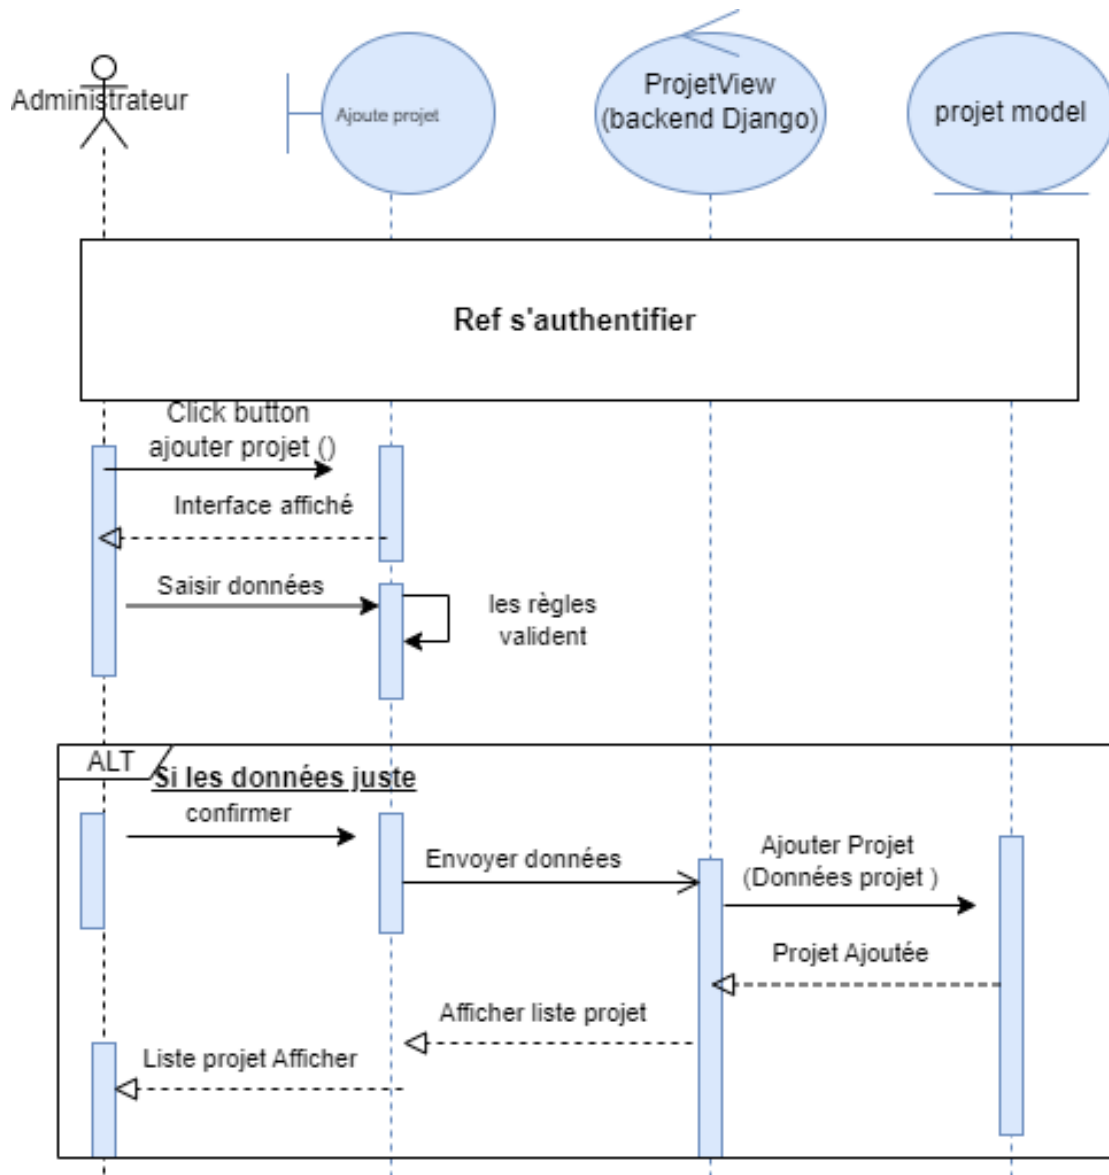 Administrateur
Ajoute projet
ProjetView
(backend Django)
projet model
Ref s'authentifier
Click button
ajouter projet ()
Interface affiché
Saisir données
les règles
valident
ALT
Si les données juste
confirmer
Envoyer données
Ajouter Projet
(Données projet )
Projet Ajoutée
Afficher liste projet
Liste projet Afficher